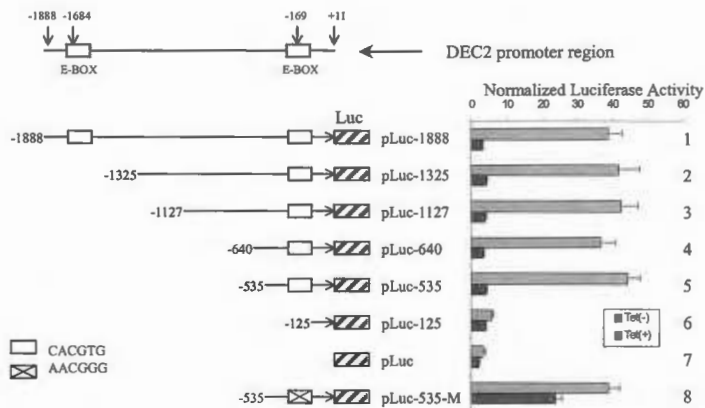 -1888 -1684 -169 +11
E-BOX E-BOX
DEC2 promoter region
Normalized Luciferase Activity
0 10 20 30 40 50 60
Luc
-1888 pLuc-1888 1
-1325 pLuc-1325 2
-1127 pLuc-1127 3
-640 pLuc-640 4
-535 pLuc-535 5
-125 pLuc-125 6
pLuc 7
-535 pLuc-535-M 8
Tet(-)
Tet(+)
CACGTG
AACGGG